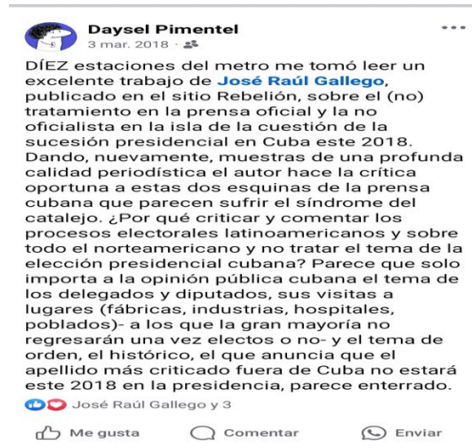 Daysel Pimentel
3 mar. 2018 ·
DÍEZ estaciones del metro me tomó leer un
excelente trabajo de José Raúl Gallego,
publicado en el sitio Rebelión, sobre el (no)
tratamiento en la prensa oficial y la no
oficialista en la isla de la cuestión de la
sucesión presidencial en Cuba este 2018.
Dando, nuevamente, muestras de una profunda
calidad periodística el autor hace la crítica
oportuna a estas dos esquinas de la prensa
cubana que parecen sufrir el síndrome del
catalejo. ¿Por qué criticar y comentar los
procesos electorales latinoamericanos y sobre
todo el norteamericano y no tratar el tema de la
elección presidencial cubana? Parece que solo
importa a la opinión pública cubana el tema de
los delegados y diputados, sus visitas a
lugares (fábricas, industrias, hospitales,
poblados)- a los que la gran mayoría no
regresarán una vez electos o no- y el tema de
orden, el histórico, el que anuncia que el
apellido más criticado fuera de Cuba no estará
este 2018 en la presidencia, parece enterrado.
José Raúl Gallego y 3
Me gusta Comentar Enviar